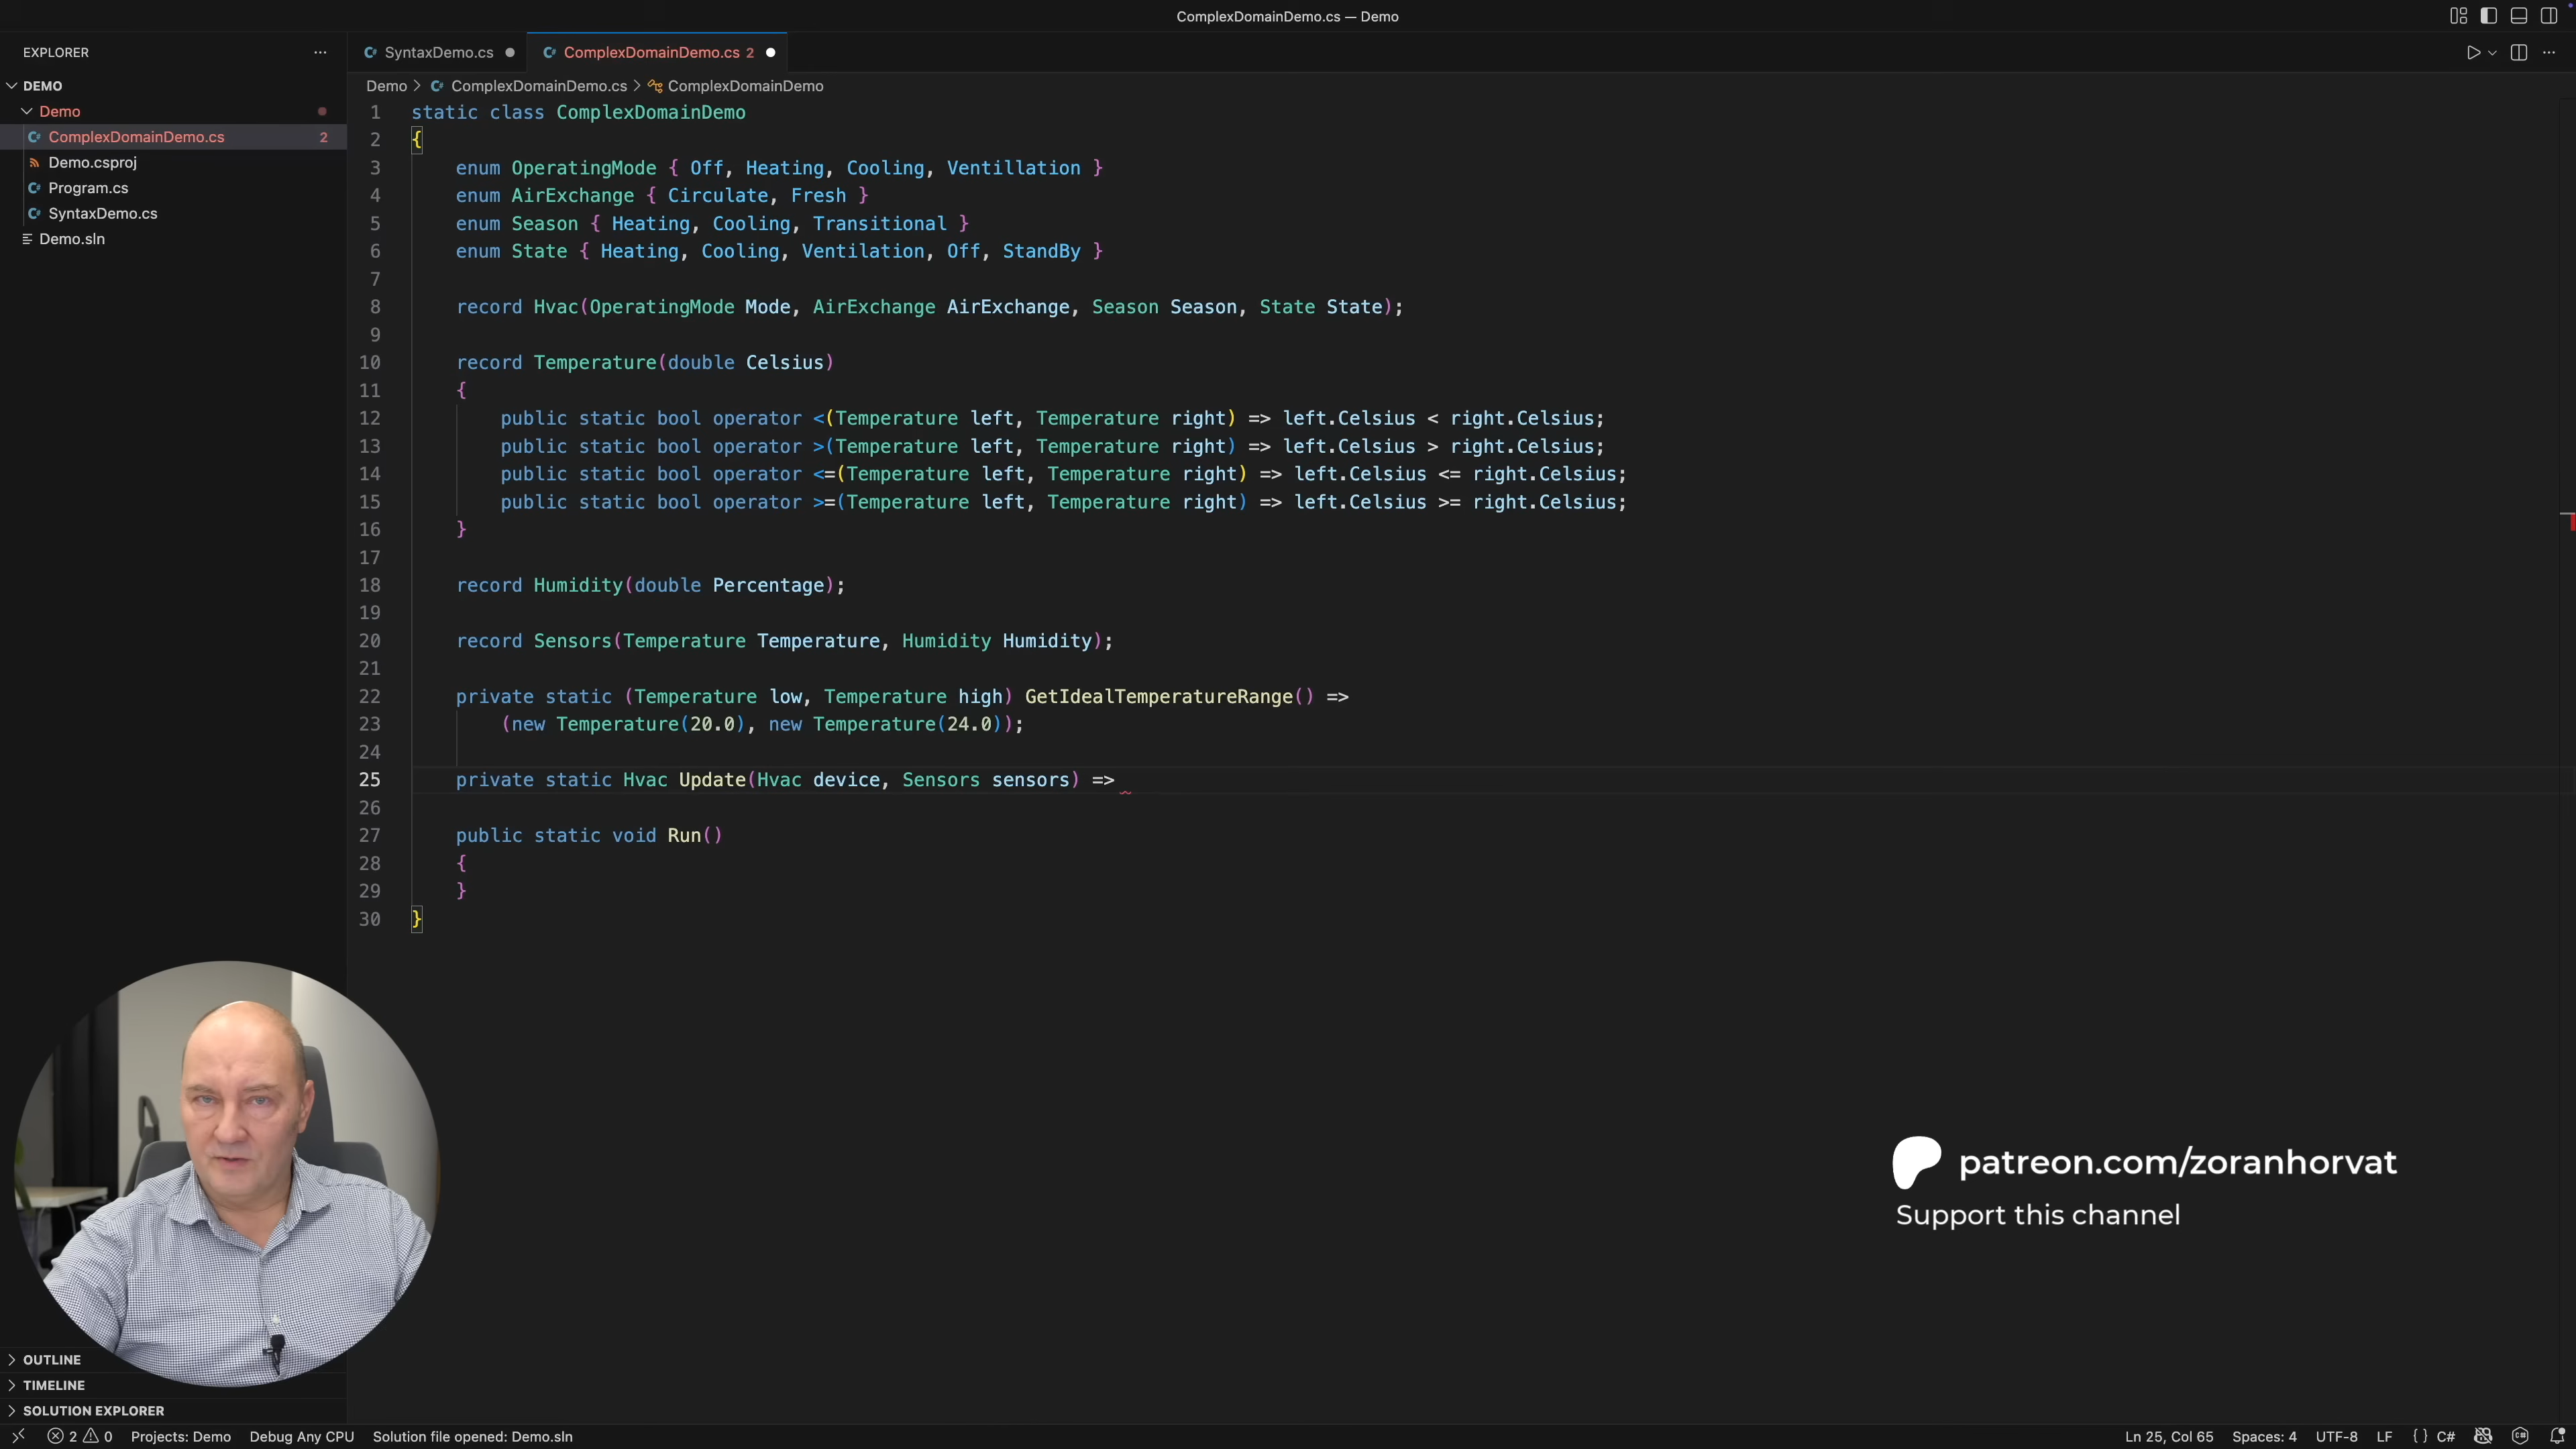 ComplexDomainDemo.cs — Demo
EXPLORER
DEMO
Demo
ComplexDomainDemo.cs 2
Demo.csproj
Program.cs
SyntaxDemo.cs
Demo.sln
OUTLINE
TIMELINE
SOLUTION EXPLORER
SyntaxDemo.cs
ComplexDomainDemo.cs 2
Demo > ComplexDomainDemo.cs > ComplexDomainDemo
1 static class ComplexDomainDemo
2 {
3 enum OperatingMode { Off, Heating, Cooling, Ventillation }
4 enum AirExchange { Circulate, Fresh }
5 enum Season { Heating, Cooling, Transitional }
6 enum State { Heating, Cooling, Ventilation, Off, StandBy }
7
8 record Hvac(OperatingMode Mode, AirExchange AirExchange, Season Season, State State);
9
10 record Temperature(double Celsius)
11 {
12 public static bool operator <(Temperature left, Temperature right) => left.Celsius < right.Celsius;
13 public static bool operator >(Temperature left, Temperature right) => left.Celsius > right.Celsius;
14 public static bool operator <=(Temperature left, Temperature right) => left.Celsius <= right.Celsius;
15 public static bool operator >=(Temperature left, Temperature right) => left.Celsius >= right.Celsius;
16 }
17
18 record Humidity(double Percentage);
19
20 record Sensors(Temperature Temperature, Humidity Humidity);
21
22 private static (Temperature low, Temperature high) GetIdealTemperatureRange() =>
23 (new Temperature(20.0), new Temperature(24.0));
24
25 private static Hvac Update(Hvac device, Sensors sensors) =>
26
27 public static void Run()
28 {
29 }
30 }
patreon.com/zoranhorvat
Support this channel
2 0 Projects: Demo Debug Any CPU Solution file opened: Demo.sln Ln 25, Col 65 Spaces: 4 UTF-8 LF { } C#